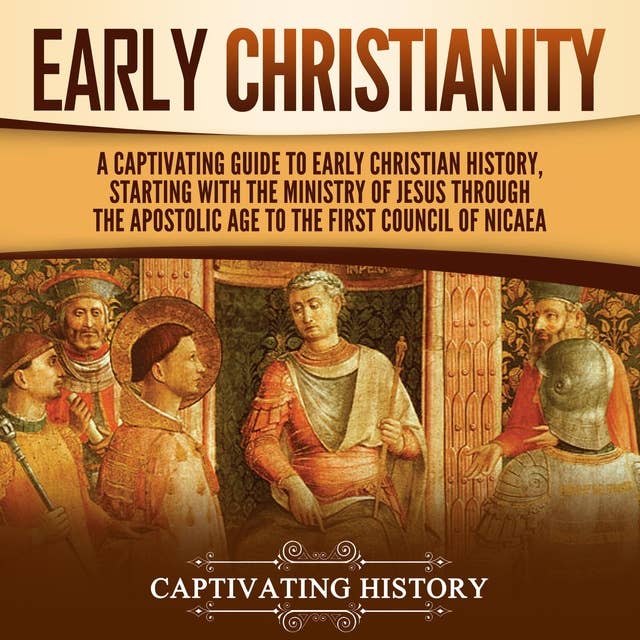 EARLY CHRISTIANITY
A CAPTIVATING GUIDE TO EARLY CHRISTIAN HISTORY,
STARTING WITH THE MINISTRY OF JESUS THROUGH
THE APOSTOLIC AGE TO THE FIRST COUNCIL OF NICAEA
CAPTIVATING HISTORY